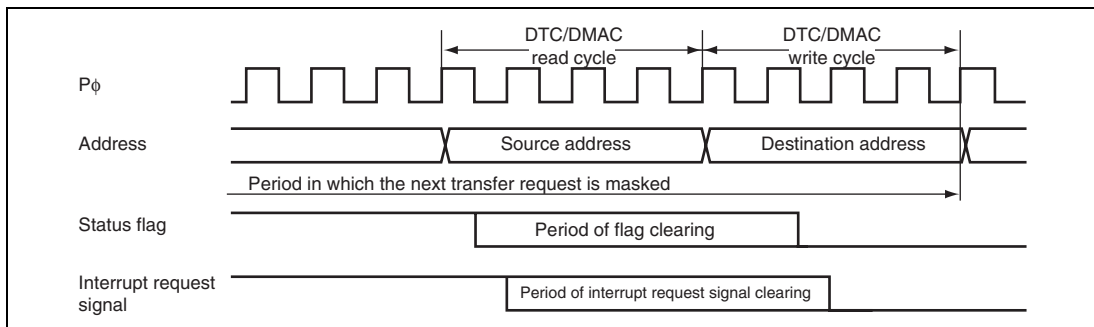 DTC/DMAC
read cycle
DTC/DMAC
write cycle
Pϕ
Address
Source address
Destination address
Period in which the next transfer request is masked
Status flag
Period of flag clearing
Interrupt request
signal
Period of interrupt request signal clearing